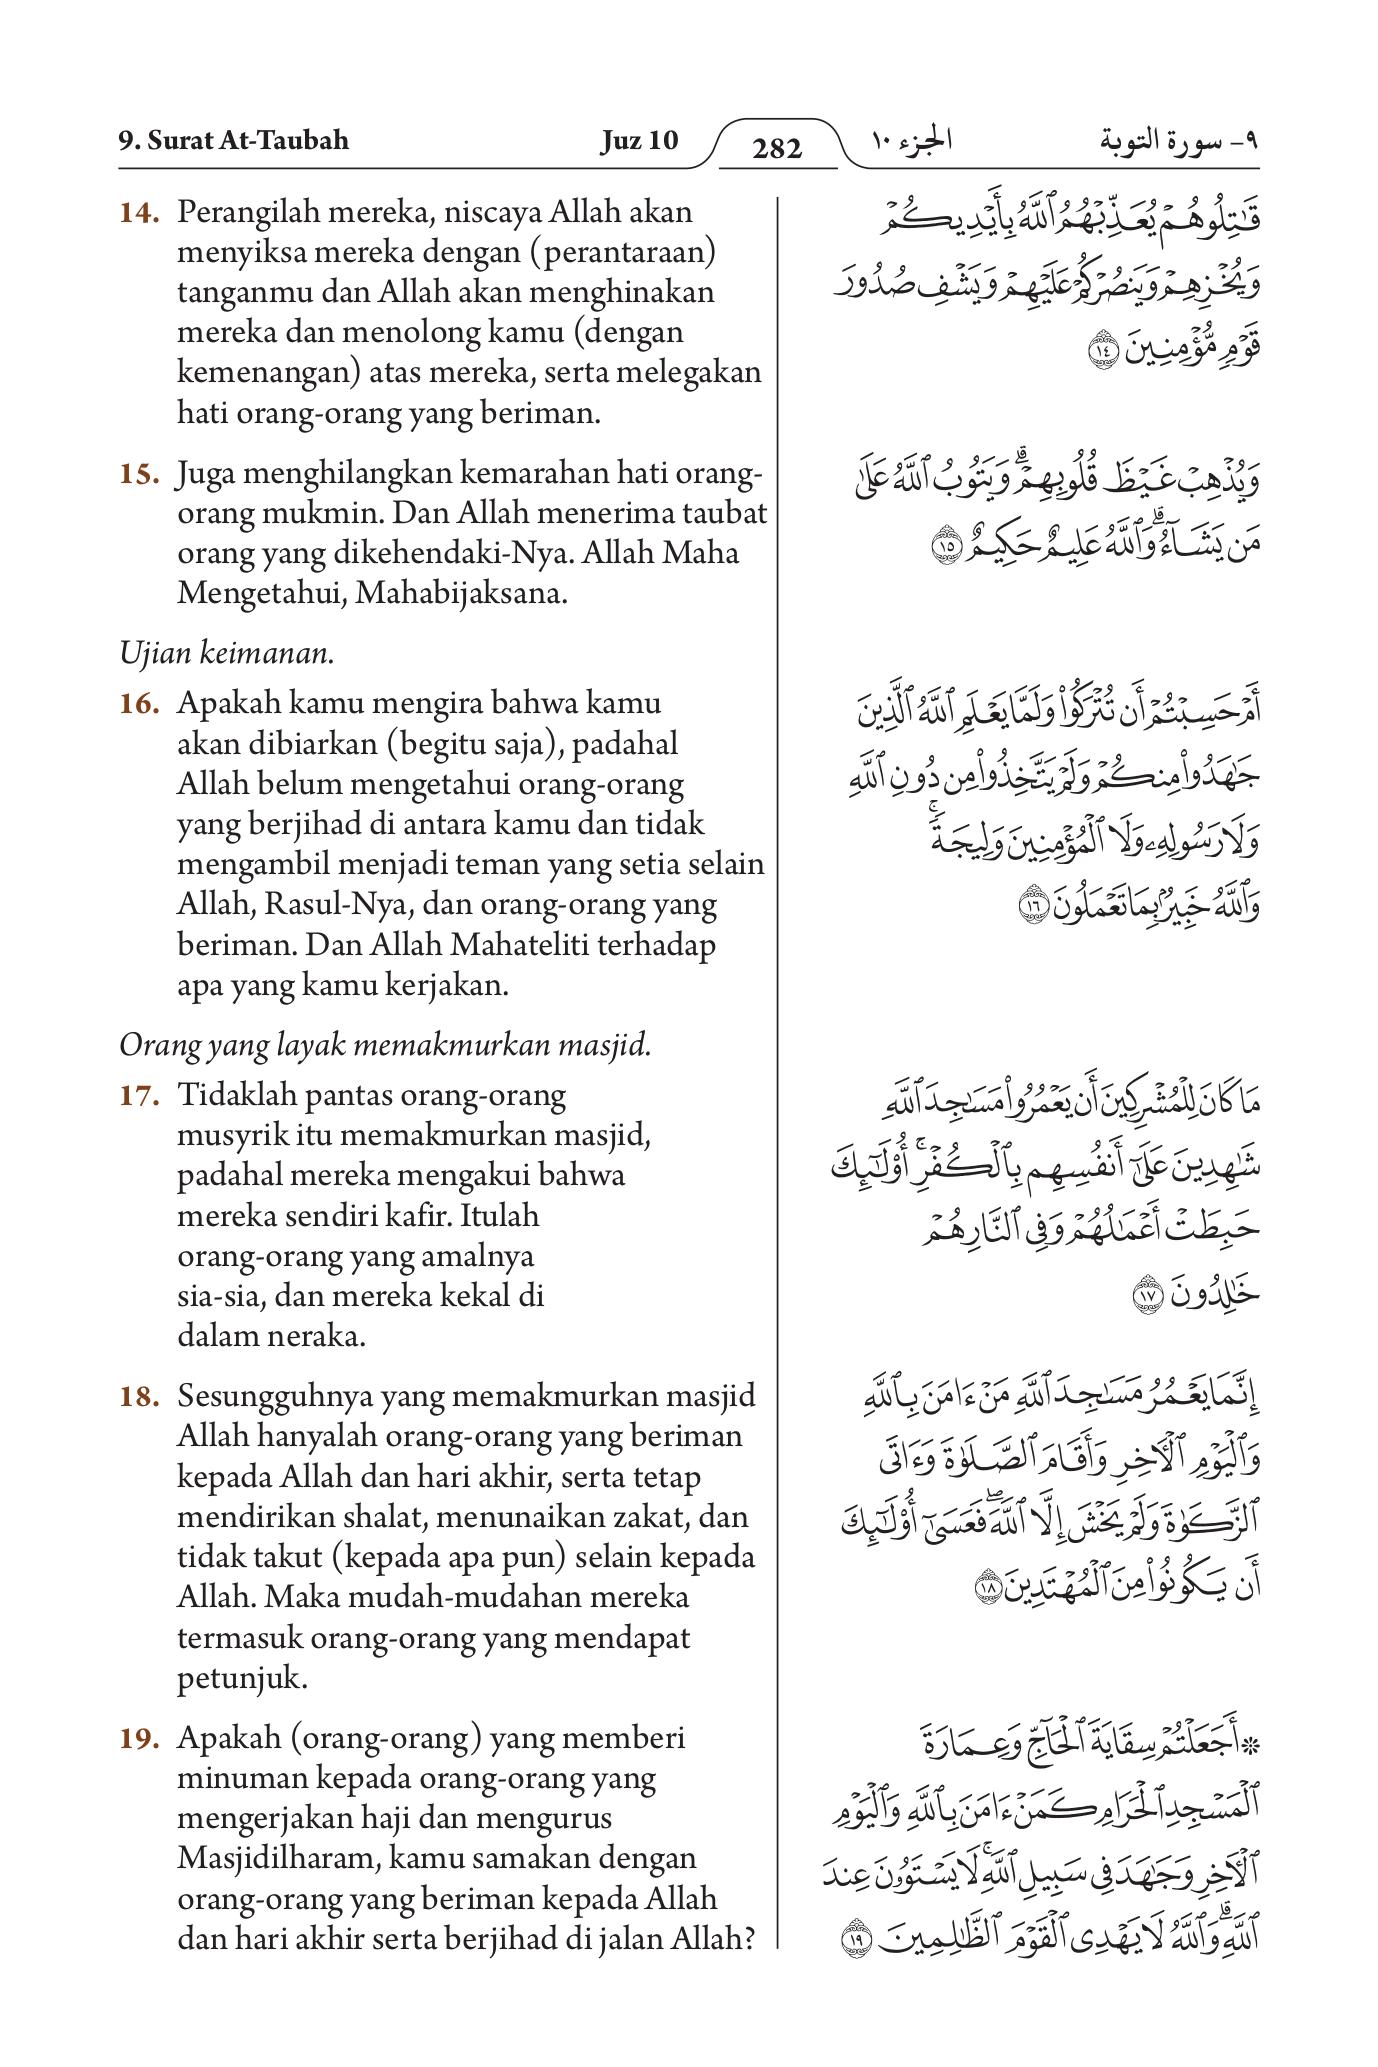 9. Surat At-Taubah
Juz 10
282
الجزء ١٠
٩- سورة التوبة
14. Perangilah mereka, niscaya Allah akan
menyiksa mereka dengan (perantaraan)
tanganmu dan Allah akan menghinakan
mereka dan menolong kamu (dengan
kemenangan) atas mereka, serta melegakan
hati orang-orang yang beriman.
15. Juga menghilangkan kemarahan hati orang-
orang mukmin. Dan Allah menerima taubat
orang yang dikehendaki-Nya. Allah Maha
Mengetahui, Mahabijaksana.
Ujian keimanan.
16. Apakah kamu mengira bahwa kamu
akan dibiarkan (begitu saja), padahal
Allah belum mengetahui orang-orang
yang berjihad di antara kamu dan tidak
mengambil menjadi teman yang setia selain
Allah, Rasul-Nya, dan orang-orang yang
beriman. Dan Allah Mahateliti terhadap
apa yang kamu kerjakan.
Orang yang layak memakmurkan masjid.
17. Tidaklah pantas orang-orang
musyrik itu memakmurkan masjid,
padahal mereka mengakui bahwa
mereka sendiri kafir. Itulah
orang-orang yang amalnya
sia-sia, dan mereka kekal di
dalam neraka.
18. Sesungguhnya yang memakmurkan masjid
Allah hanyalah orang-orang yang beriman
kepada Allah dan hari akhir, serta tetap
mendirikan shalat, menunaikan zakat, dan
tidak takut (kepada apa pun) selain kepada
Allah. Maka mudah-mudahan mereka
termasuk orang-orang yang mendapat
petunjuk.
19. Apakah (orang-orang) yang memberi
minuman kepada orang-orang yang
mengerjakan haji dan mengurus
Masjidilharam, kamu samakan dengan
orang-orang yang beriman kepada Allah
dan hari akhir serta berjihad di jalan Allah?
قَٰتِلُوهُمْ يُعَذِّبْهُمُ ٱللَّهُ بِأَيْدِيكُمْ
وَيُخْزِهِمْ وَيَنصُرْكُمْ عَلَيْهِمْ وَيَشْفِ صُدُورَ
قَوْمٍ مُّؤْمِنِينَ ١٤
وَيُذْهِبْ غَيْظَ قُلُوبِهِمْ ۗ وَيَتُوبُ ٱللَّهُ عَلَىٰ
مَن يَشَآءُ ۗ وَٱللَّهُ عَلِيمٌ حَكِيمٌ ١٥
أَمْ حَسِبْتُمْ أَن تُتْرَكُوا۟ وَلَمَّا يَعْلَمِ ٱللَّهُ ٱلَّذِينَ
جَٰهَدُوا۟ مِنكُمْ وَلَمْ يَتَّخِذُوا۟ مِن دُونِ ٱللَّهِ
وَلَا رَسُولِهِۦ وَلَا ٱلْمُؤْمِنِينَ وَلِيجَةً ۚ
وَٱللَّهُ خَبِيرٌۢ بِمَا تَعْمَلُونَ ١٦
مَا كَانَ لِلْمُشْرِكِينَ أَن يَعْمُرُوا۟ مَسَٰجِدَ ٱللَّهِ
شَٰهِدِينَ عَلَىٰٓ أَنفُسِهِم بِٱلْكُفْرِ ۚ أُو۟لَٰٓئِكَ
حَبِطَتْ أَعْمَٰلُهُمْ وَفِى ٱلنَّارِ هُمْ
خَٰلِدُونَ ١٧
إِنَّمَا يَعْمُرُ مَسَٰجِدَ ٱللَّهِ مَنْ ءَامَنَ بِٱللَّهِ
وَٱلْيَوْمِ ٱلْءَاخِرِ وَأَقَامَ ٱلصَّلَوٰةَ وَءَاتَى
ٱلزَّكَوٰةَ وَلَمْ يَخْشَ إِلَّا ٱللَّهَ ۖ فَعَسَىٰٓ أُو۟لَٰٓئِكَ
أَن يَكُونُوا۟ مِنَ ٱلْمُهْتَدِينَ ١٨
۞ أَجَعَلْتُمْ سِقَايَةَ ٱلْحَآجِّ وَعِمَارَةَ
ٱلْمَسْجِدِ ٱلْحَرَامِ كَمَنْ ءَامَنَ بِٱللَّهِ وَٱلْيَوْمِ
ٱلْءَاخِرِ وَجَٰهَدَ فِى سَبِيلِ ٱللَّهِ ۚ لَا يَسْتَوُۥنَ عِندَ
ٱللَّهِ ۗ وَٱللَّهُ لَا يَهْدِى ٱلْقَوْمَ ٱلظَّٰلِمِينَ ١٩